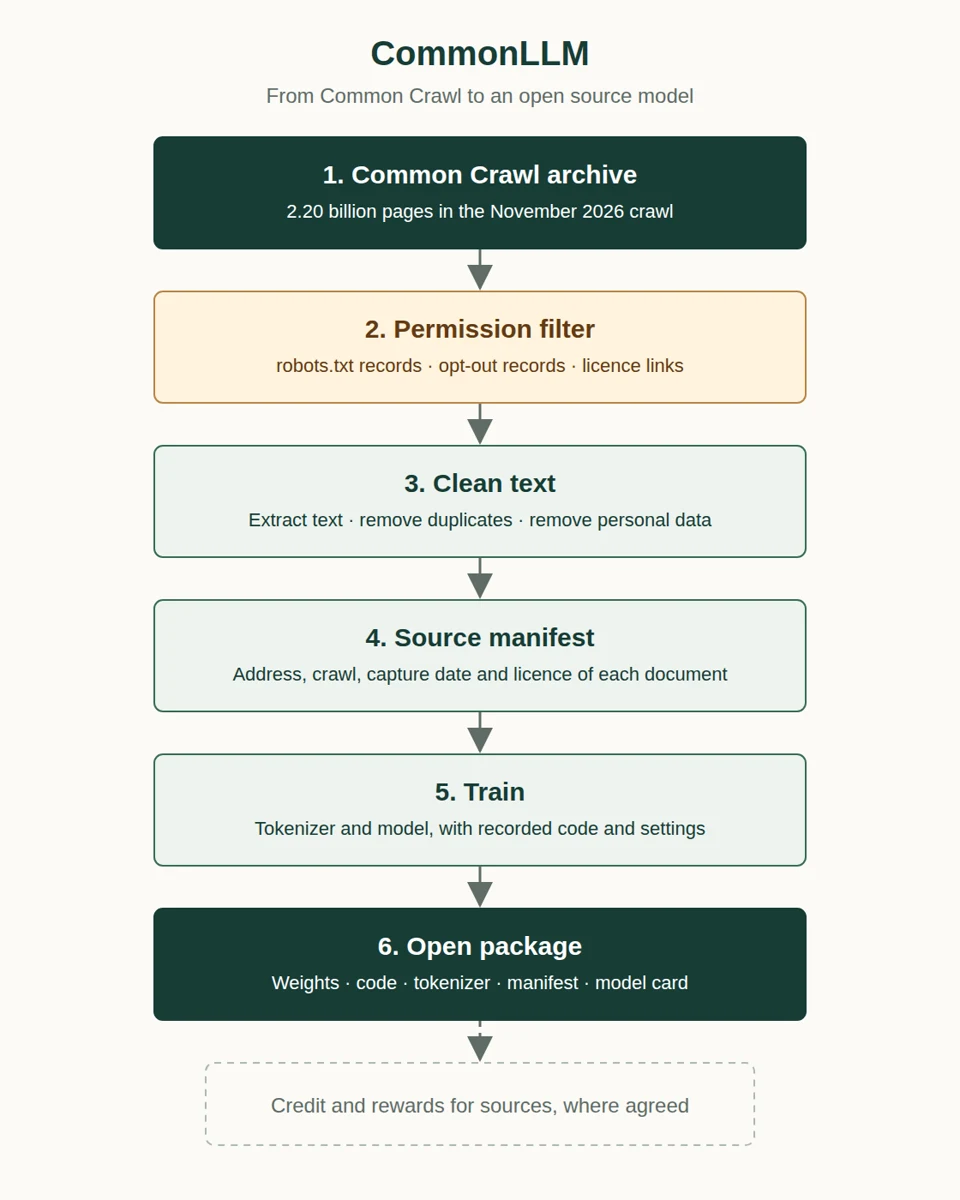 CommonLLM
From Common Crawl to an open source model
1. Common Crawl archive
2.20 billion pages in the November 2026 crawl
2. Permission filter
robots.txt records · opt-out records · licence links
3. Clean text
Extract text · remove duplicates · remove personal data
4. Source manifest
Address, crawl, capture date and licence of each document
5. Train
Tokenizer and model, with recorded code and settings
6. Open package
Weights · code · tokenizer · manifest · model card
Credit and rewards for sources, where agreed